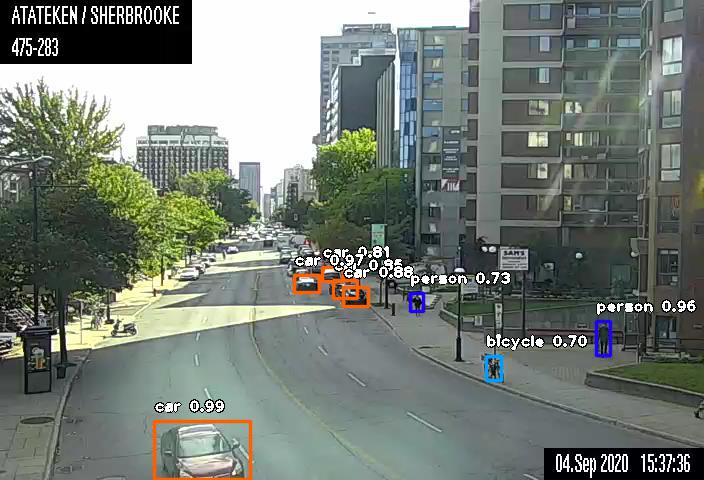 ATATEKEN / SHERBROOKE
475-283
car 0.81
car 0.97
car 0.88
person 0.73
person 0.96
bicycle 0.70
car 0.99
SAM'S
04.Sep 2020 15:37:36